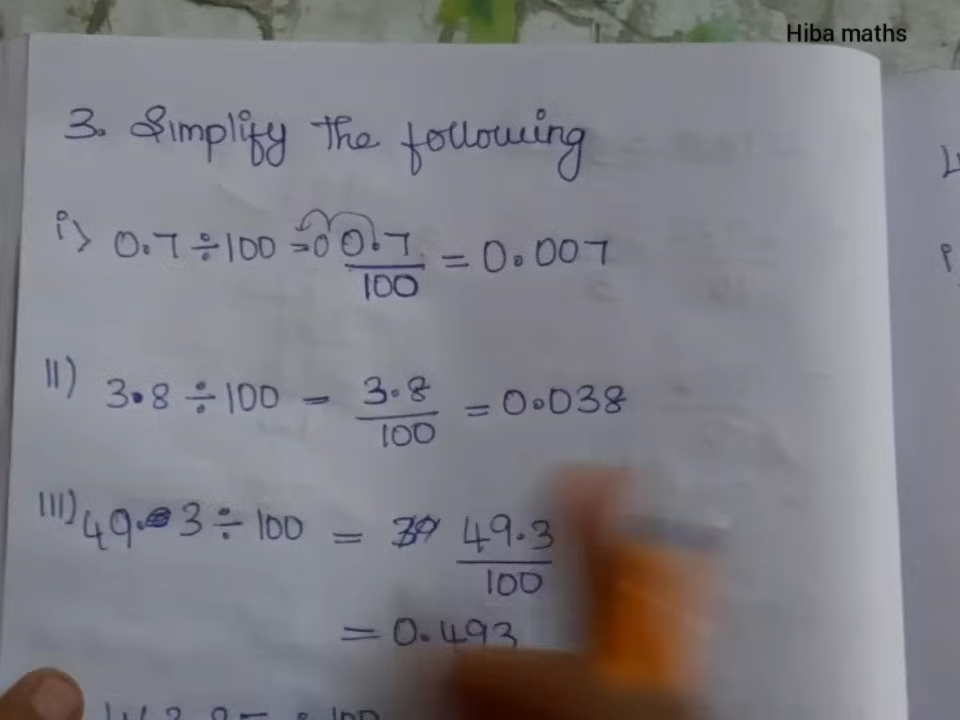 Hiba maths
3. Simplify the following
i) 0.7 ÷ 100 = 0 0.7/100 = 0.007
II) 3.8 ÷ 100 - 3.8/100 = 0.038
III) 49.3 ÷ 100 = 49.3/100
= 0.493